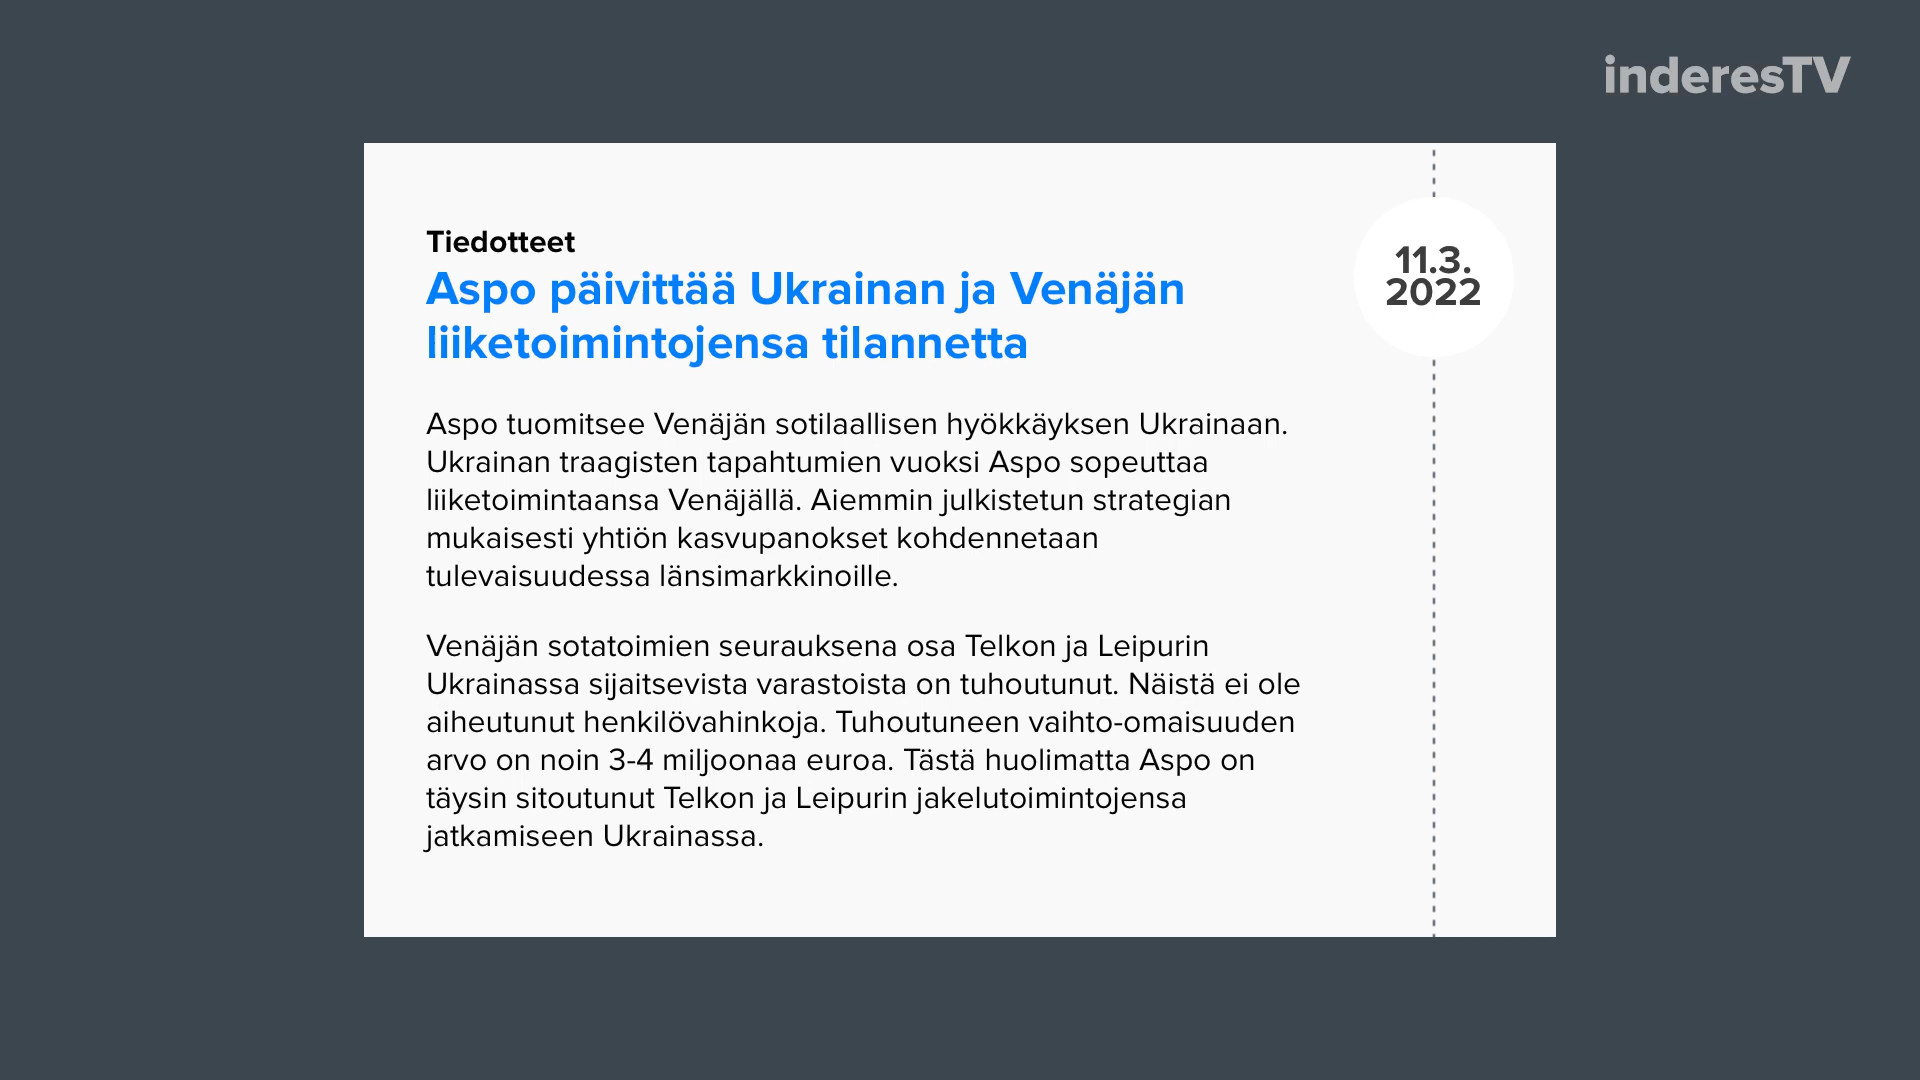 inderesTV
Tiedotteet
Aspo päivittää Ukrainan ja Venäjän
liiketoimintojensa tilannetta
11.3.
2022
Aspo tuomitsee Venäjän sotilaallisen hyökkäyksen Ukrainaan.
Ukrainan traagisten tapahtumien vuoksi Aspo sopeuttaa
liiketoimintaansa Venäjällä. Aiemmin julkistetun strategian
mukaisesti yhtiön kasvupanokset kohdennetaan
tulevaisuudessa länsimarkkinoille.
Venäjän sotatoimien seurauksena osa Telkon ja Leipurin
Ukrainassa sijaitsevista varastoista on tuhoutunut. Näistä ei ole
aiheutunut henkilövahinkoja. Tuhoutuneen vaihto-omaisuuden
arvo on noin 3-4 miljoonaa euroa. Tästä huolimatta Aspo on
täysin sitoutunut Telkon ja Leipurin jakelutoimintojensa
jatkamiseen Ukrainassa.